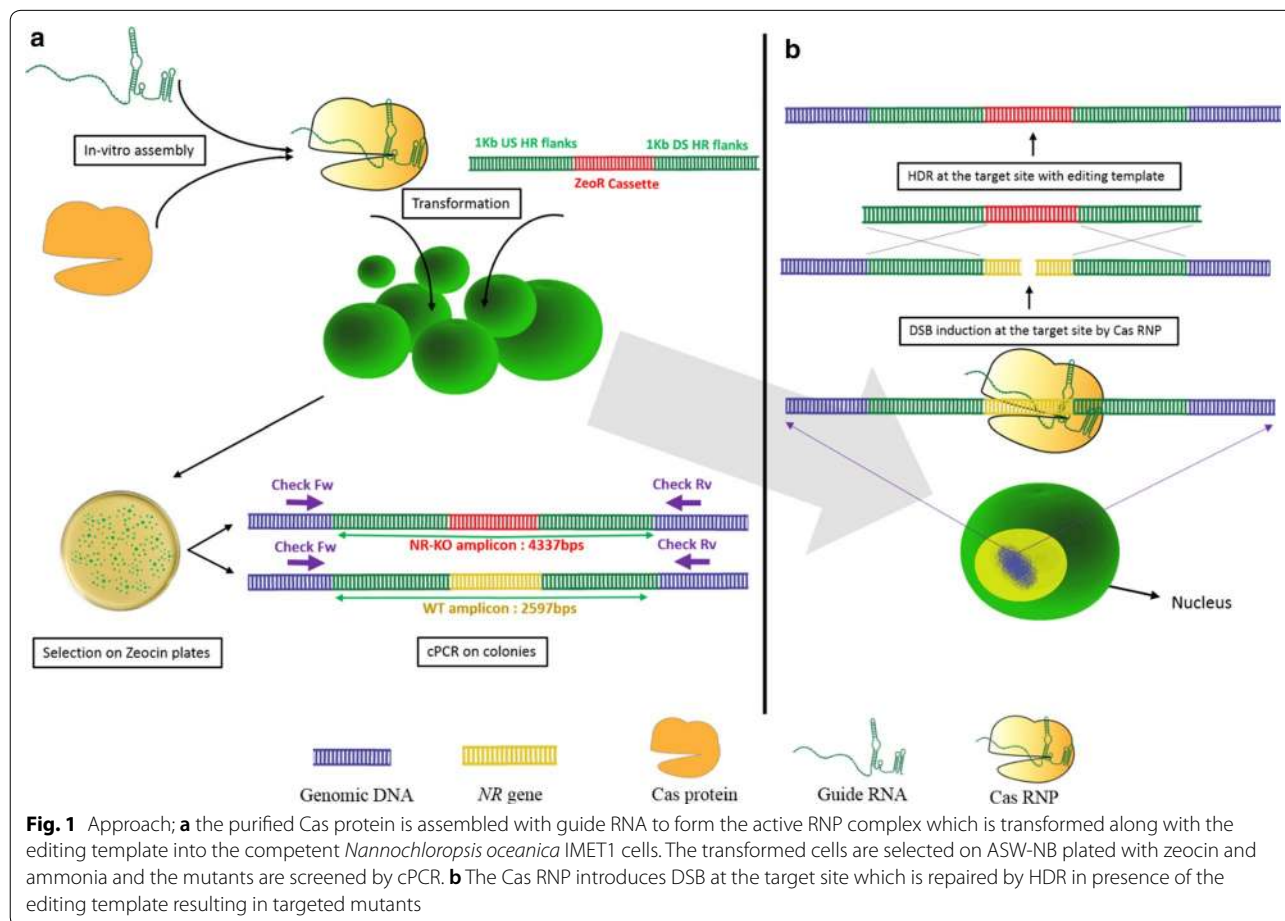 a
In-vitro assembly
1Kb US HR flanks
1Kb DS HR flanks
ZeoR Cassette
Transformation
Check Fw
Check Rv
NR-KO amplicon : 4337bps
Check Fw
Check Rv
WT amplicon : 2597bps
Selection on Zeocin plates
cPCR on colonies
b
HDR at the target site with editing template
DSB induction at the target site by Cas RNP
Nucleus
Genomic DNA
NR gene
Cas protein
Guide RNA
Cas RNP
Fig. 1 Approach; a the purified Cas protein is assembled with guide RNA to form the active RNP complex which is transformed along with the
editing template into the competent Nannochloropsis oceanica IMET1 cells. The transformed cells are selected on ASW-NB plated with zeocin and
ammonia and the mutants are screened by cPCR. b The Cas RNP introduces DSB at the target site which is repaired by HDR in presence of the
editing template resulting in targeted mutants